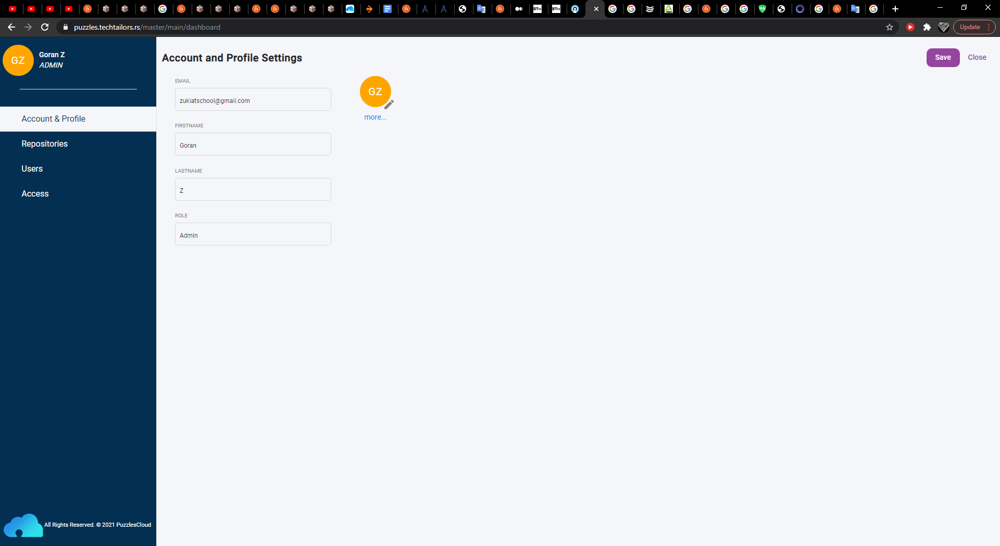 puzzles.techtailors.rs/master/main/dashboard
Update
GZ
Goran Z
ADMIN
Account & Profile
Repositories
Users
Access
All Rights Reserved. © 2021 PuzzlesCloud
Account and Profile Settings
Save
Close
EMAIL
zukiatschool@gmail.com
FIRSTNAME
Goran
LASTNAME
Z
ROLE
Admin
GZ
more...